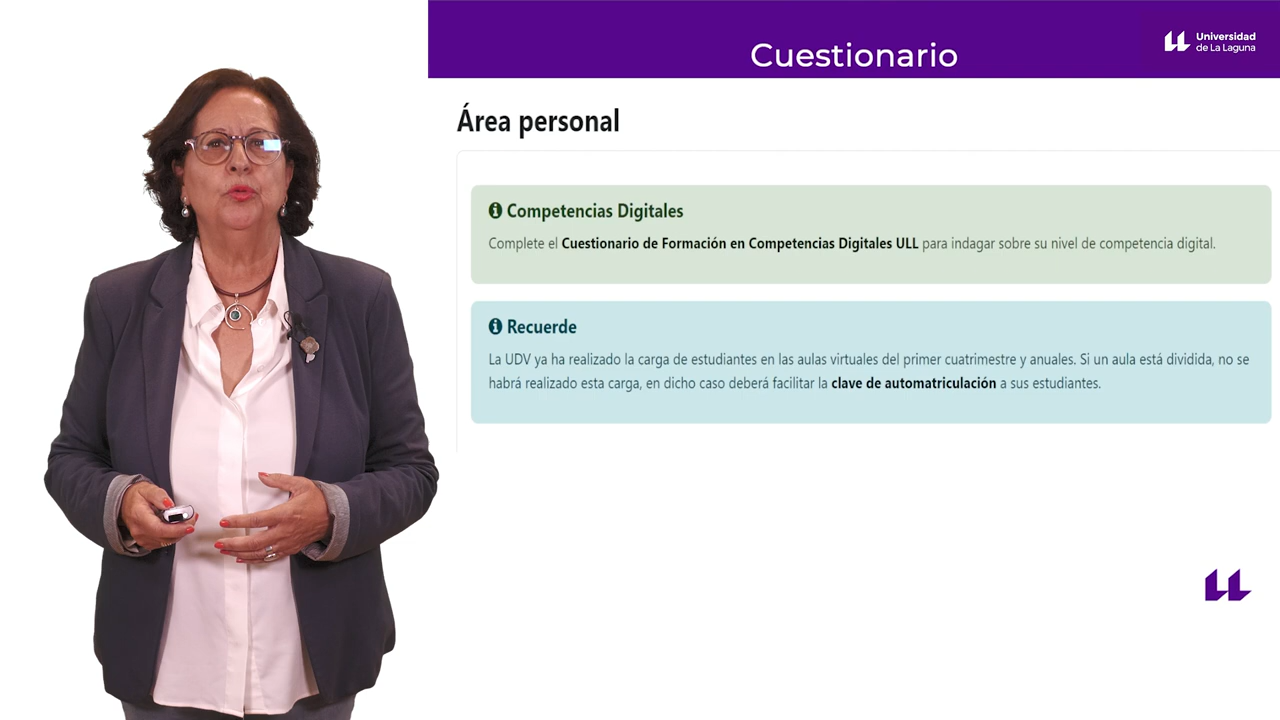 Cuestionario
Universidad
de La Laguna
Área personal
Competencias Digitales
Complete el Cuestionario de Formación en Competencias Digitales ULL para indagar sobre su nivel de competencia digital.
Recuerde
La UDV ya ha realizado la carga de estudiantes en las aulas virtuales del primer cuatrimestre y anuales. Si un aula está dividida, no se
habrá realizado esta carga, en dicho caso deberá facilitar la clave de automatriculación a sus estudiantes.